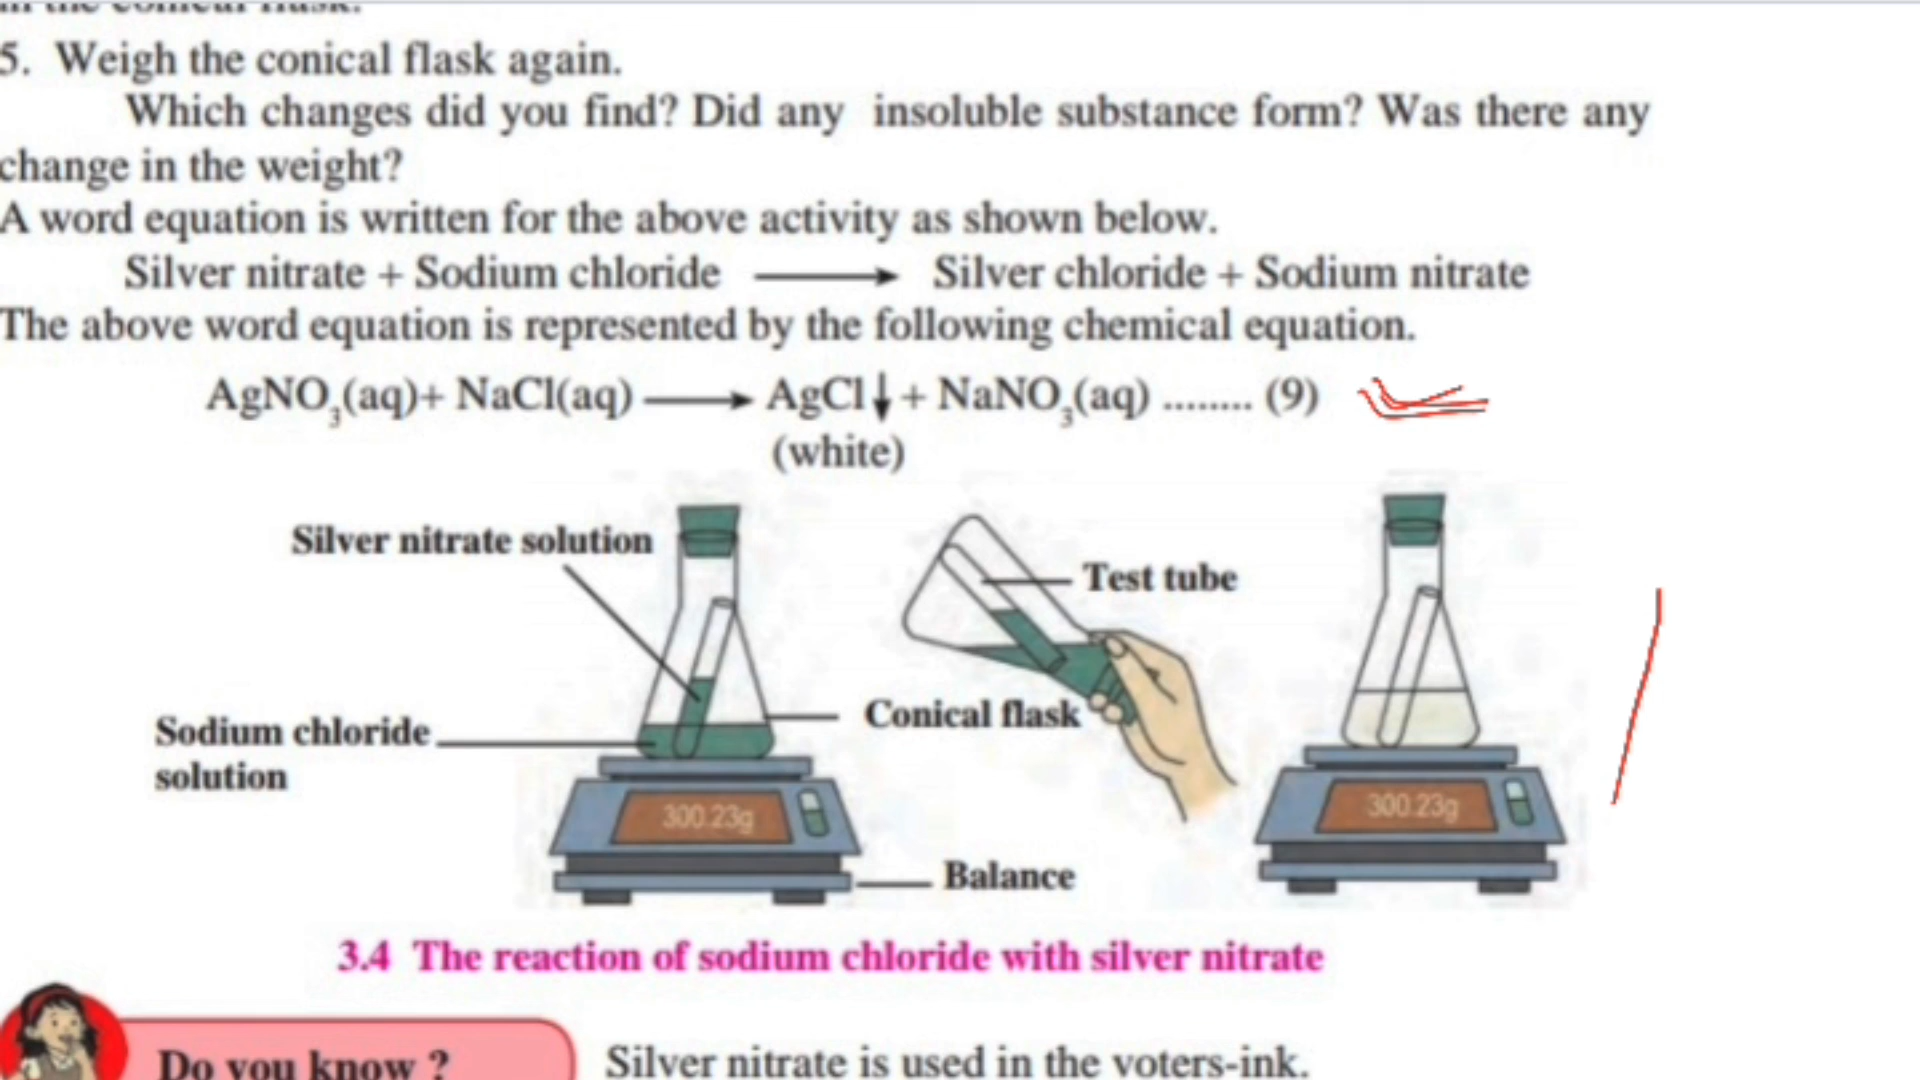 in the conical flask.
5. Weigh the conical flask again.
Which changes did you find? Did any insoluble substance form? Was there any
change in the weight?
A word equation is written for the above activity as shown below.
Silver nitrate + Sodium chloride ⟶ Silver chloride + Sodium nitrate
The above word equation is represented by the following chemical equation.
AgNO₃(aq)+ NaCl(aq) ⟶ AgCl↓ + NaNO₃(aq) ........ (9)
(white)
Silver nitrate solution
Test tube
Conical flask
Sodium chloride
solution
300.23g
300.23g
Balance
3.4 The reaction of sodium chloride with silver nitrate
Do you know ?
Silver nitrate is used in the voters-ink.